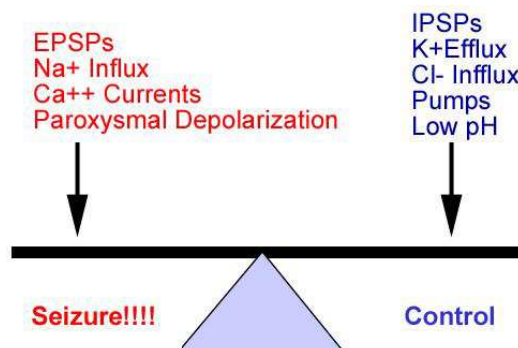 EPSPs
Na+ Influx
Ca++ Currents
Paroxysmal Depolarization
IPSPs
K+Efflux
Cl- Infflux
Pumps
Low pH
Seizure!!!!
Control